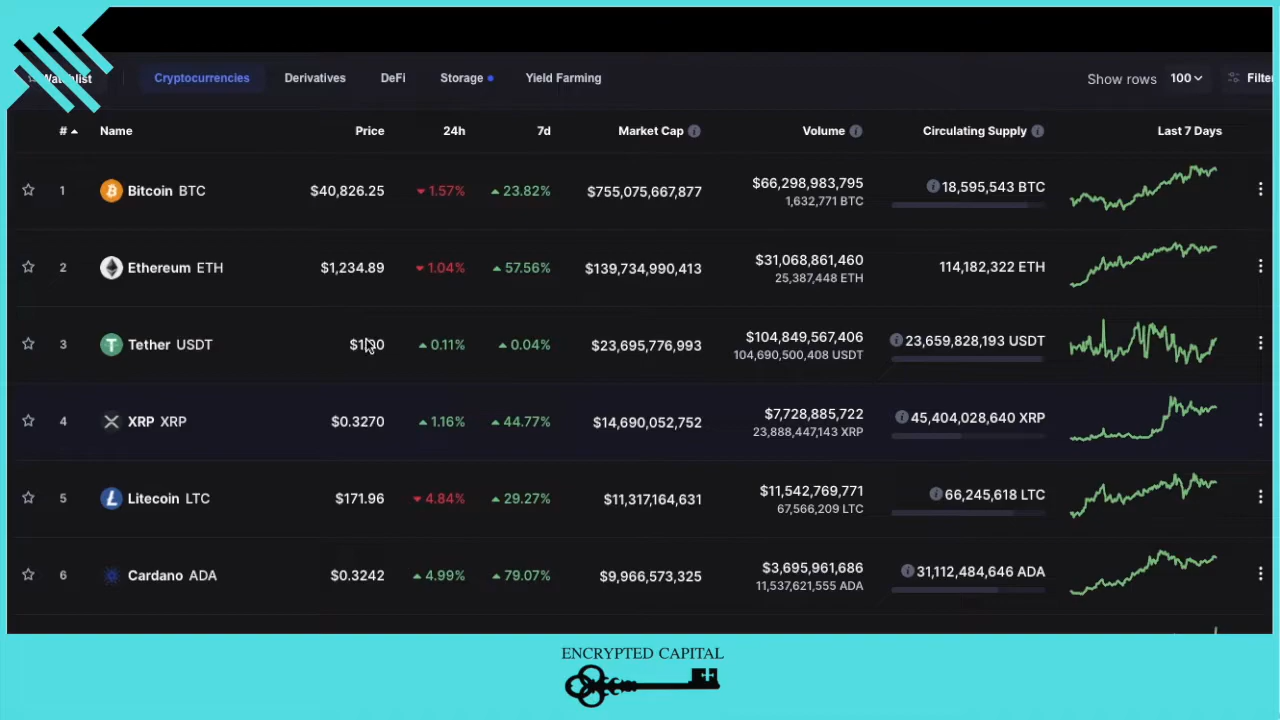 Watchlist Cryptocurrencies Derivatives DeFi Storage Yield Farming Show rows 100
# Name Price 24h 7d Market Cap Volume Circulating Supply Last 7 Days
1 Bitcoin BTC $40,826.25 1.57% 23.82% $755,075,667,877 $66,298,983,795 18,595,543 BTC
1,632,771 BTC
2 Ethereum ETH $1,234.89 1.04% 57.56% $139,734,990,413 $31,068,861,460 114,182,322 ETH
25,387,448 ETH
3 Tether USDT 0.11% 0.04% $23,695,776,993 $104,849,567,406 23,659,828,193 USDT
104,690,500,408 USDT
4 XRP XRP $0.3270 1.16% 44.77% $14,690,052,752 $7,728,885,722 45,404,028,640 XRP
23,888,447,143 XRP
5 Litecoin LTC $171.96 4.84% 29.27% $11,317,164,631 $11,542,769,771 66,245,618 LTC
67,566,209 LTC
6 Cardano ADA $0.3242 4.99% 79.07% $9,966,573,325 $3,695,961,686 31,112,484,646 ADA
11,537,621,555 ADA
ENCRYPTED CAPITAL